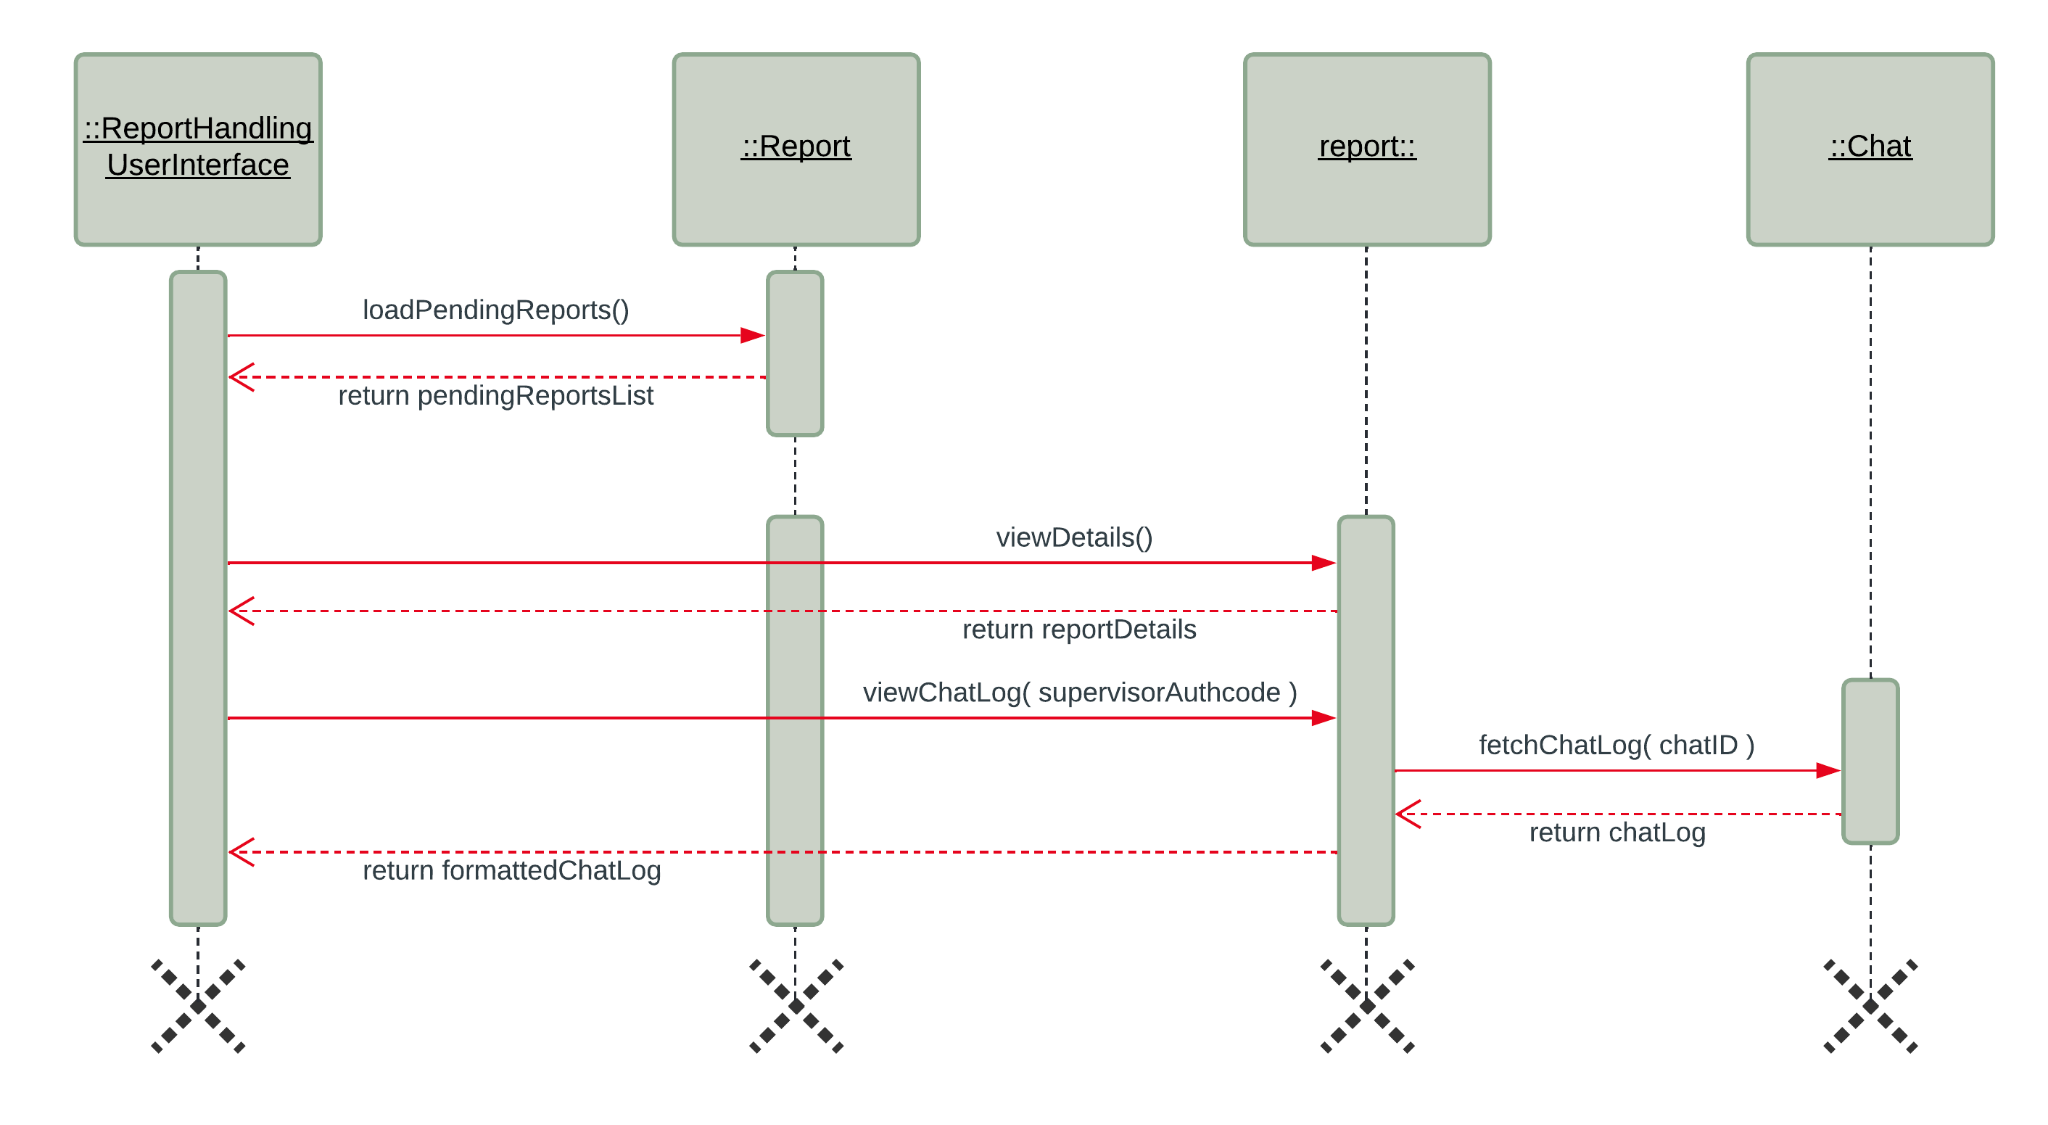 ::ReportHandling
UserInterface
::Report
report::
::Chat
loadPendingReports()
return pendingReportsList
viewDetails()
return reportDetails
viewChatLog( supervisorAuthcode )
fetchChatLog( chatID )
return chatLog
return formattedChatLog